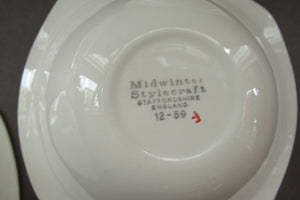 Midwinter
Stylecraft
STAFFORDSHIRE
ENGLAND
12-59